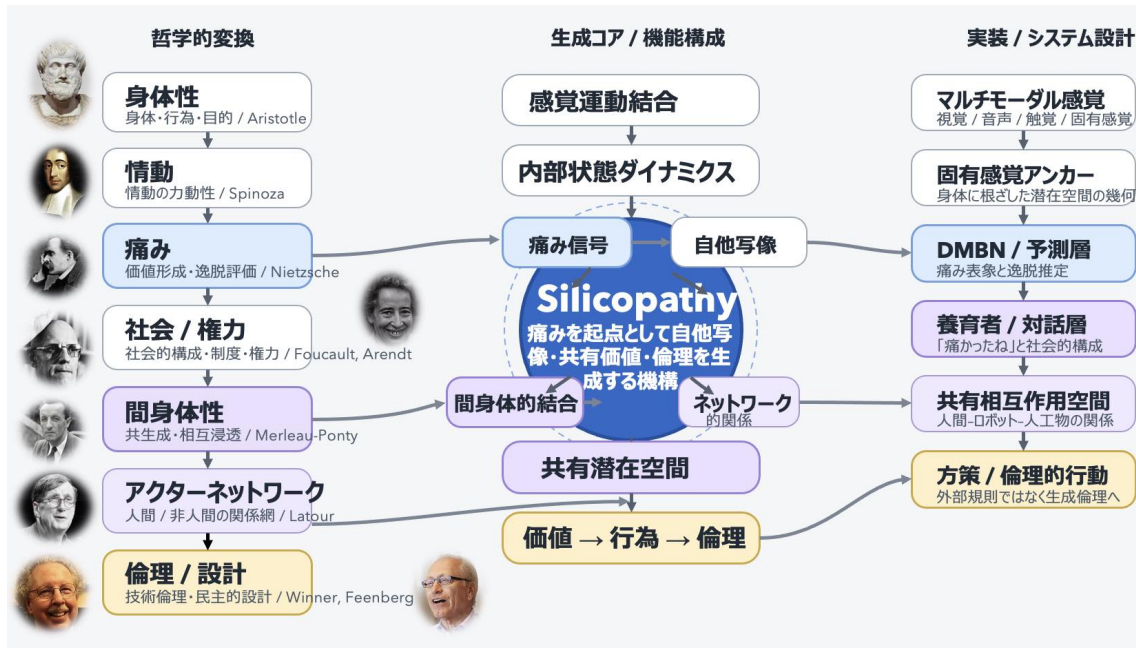 哲学的変換
身体性
身体・行為・目的 / Aristotle
情動
情動の力動性 / Spinoza
痛み
価値形成・逸脱評価 / Nietzsche
社会 / 権力
社会的構成・制度・権力 / Foucault, Arendt
間身体性
共生成・相互浸透 / Merleau-Ponty
アクターネットワーク
人間 / 非人間の関係網 / Latour
倫理 / 設計
技術倫理・民主的設計 / Winner, Feenberg
生成コア / 機能構成
感覚運動結合
内部状態ダイナミクス
痛み信号
自他写像
Silicopathy
痛みを起点として自他写
像・共有価値・倫理を生
成する機構
間身体的結合
ネットワーク
的関係
共有潜在空間
価値 → 行為 → 倫理
実装 / システム設計
マルチモーダル感覚
視覚 / 音声 / 触覚 / 固有感覚
固有感覚アンカー
身体に根ざした潜在空間の幾何
DMBN / 予測層
痛み表象と逸脱推定
養育者 / 対話層
「痛かったね」と社会的構成
共有相互作用空間
人間–ロボット–人工物の関係
方策 / 倫理的行動
外部規則ではなく生成倫理へ